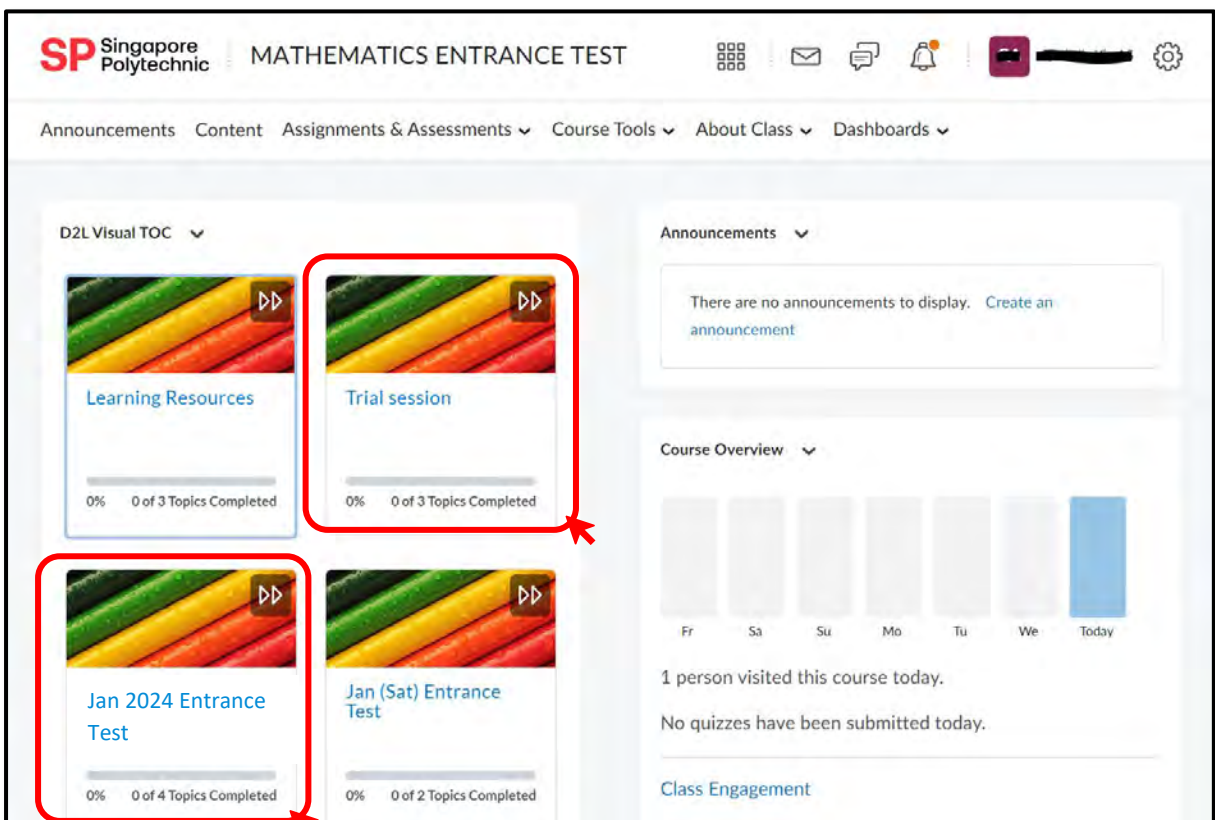 SP Singapore Polytechnic
MATHEMATICS ENTRANCE TEST
Announcements Content Assignments & Assessments Course Tools About Class Dashboards
D2L Visual TOC
Learning Resources
0% 0 of 3 Topics Completed
Trial session
0% 0 of 3 Topics Completed
Jan 2024 Entrance
Test
0% 0 of 4 Topics Completed
Jan (Sat) Entrance
Test
0% 0 of 2 Topics Completed
Announcements
There are no announcements to display. Create an
announcement
Course Overview
Fr Sa Su Mo Tu We Today
1 person visited this course today.
No quizzes have been submitted today.
Class Engagement